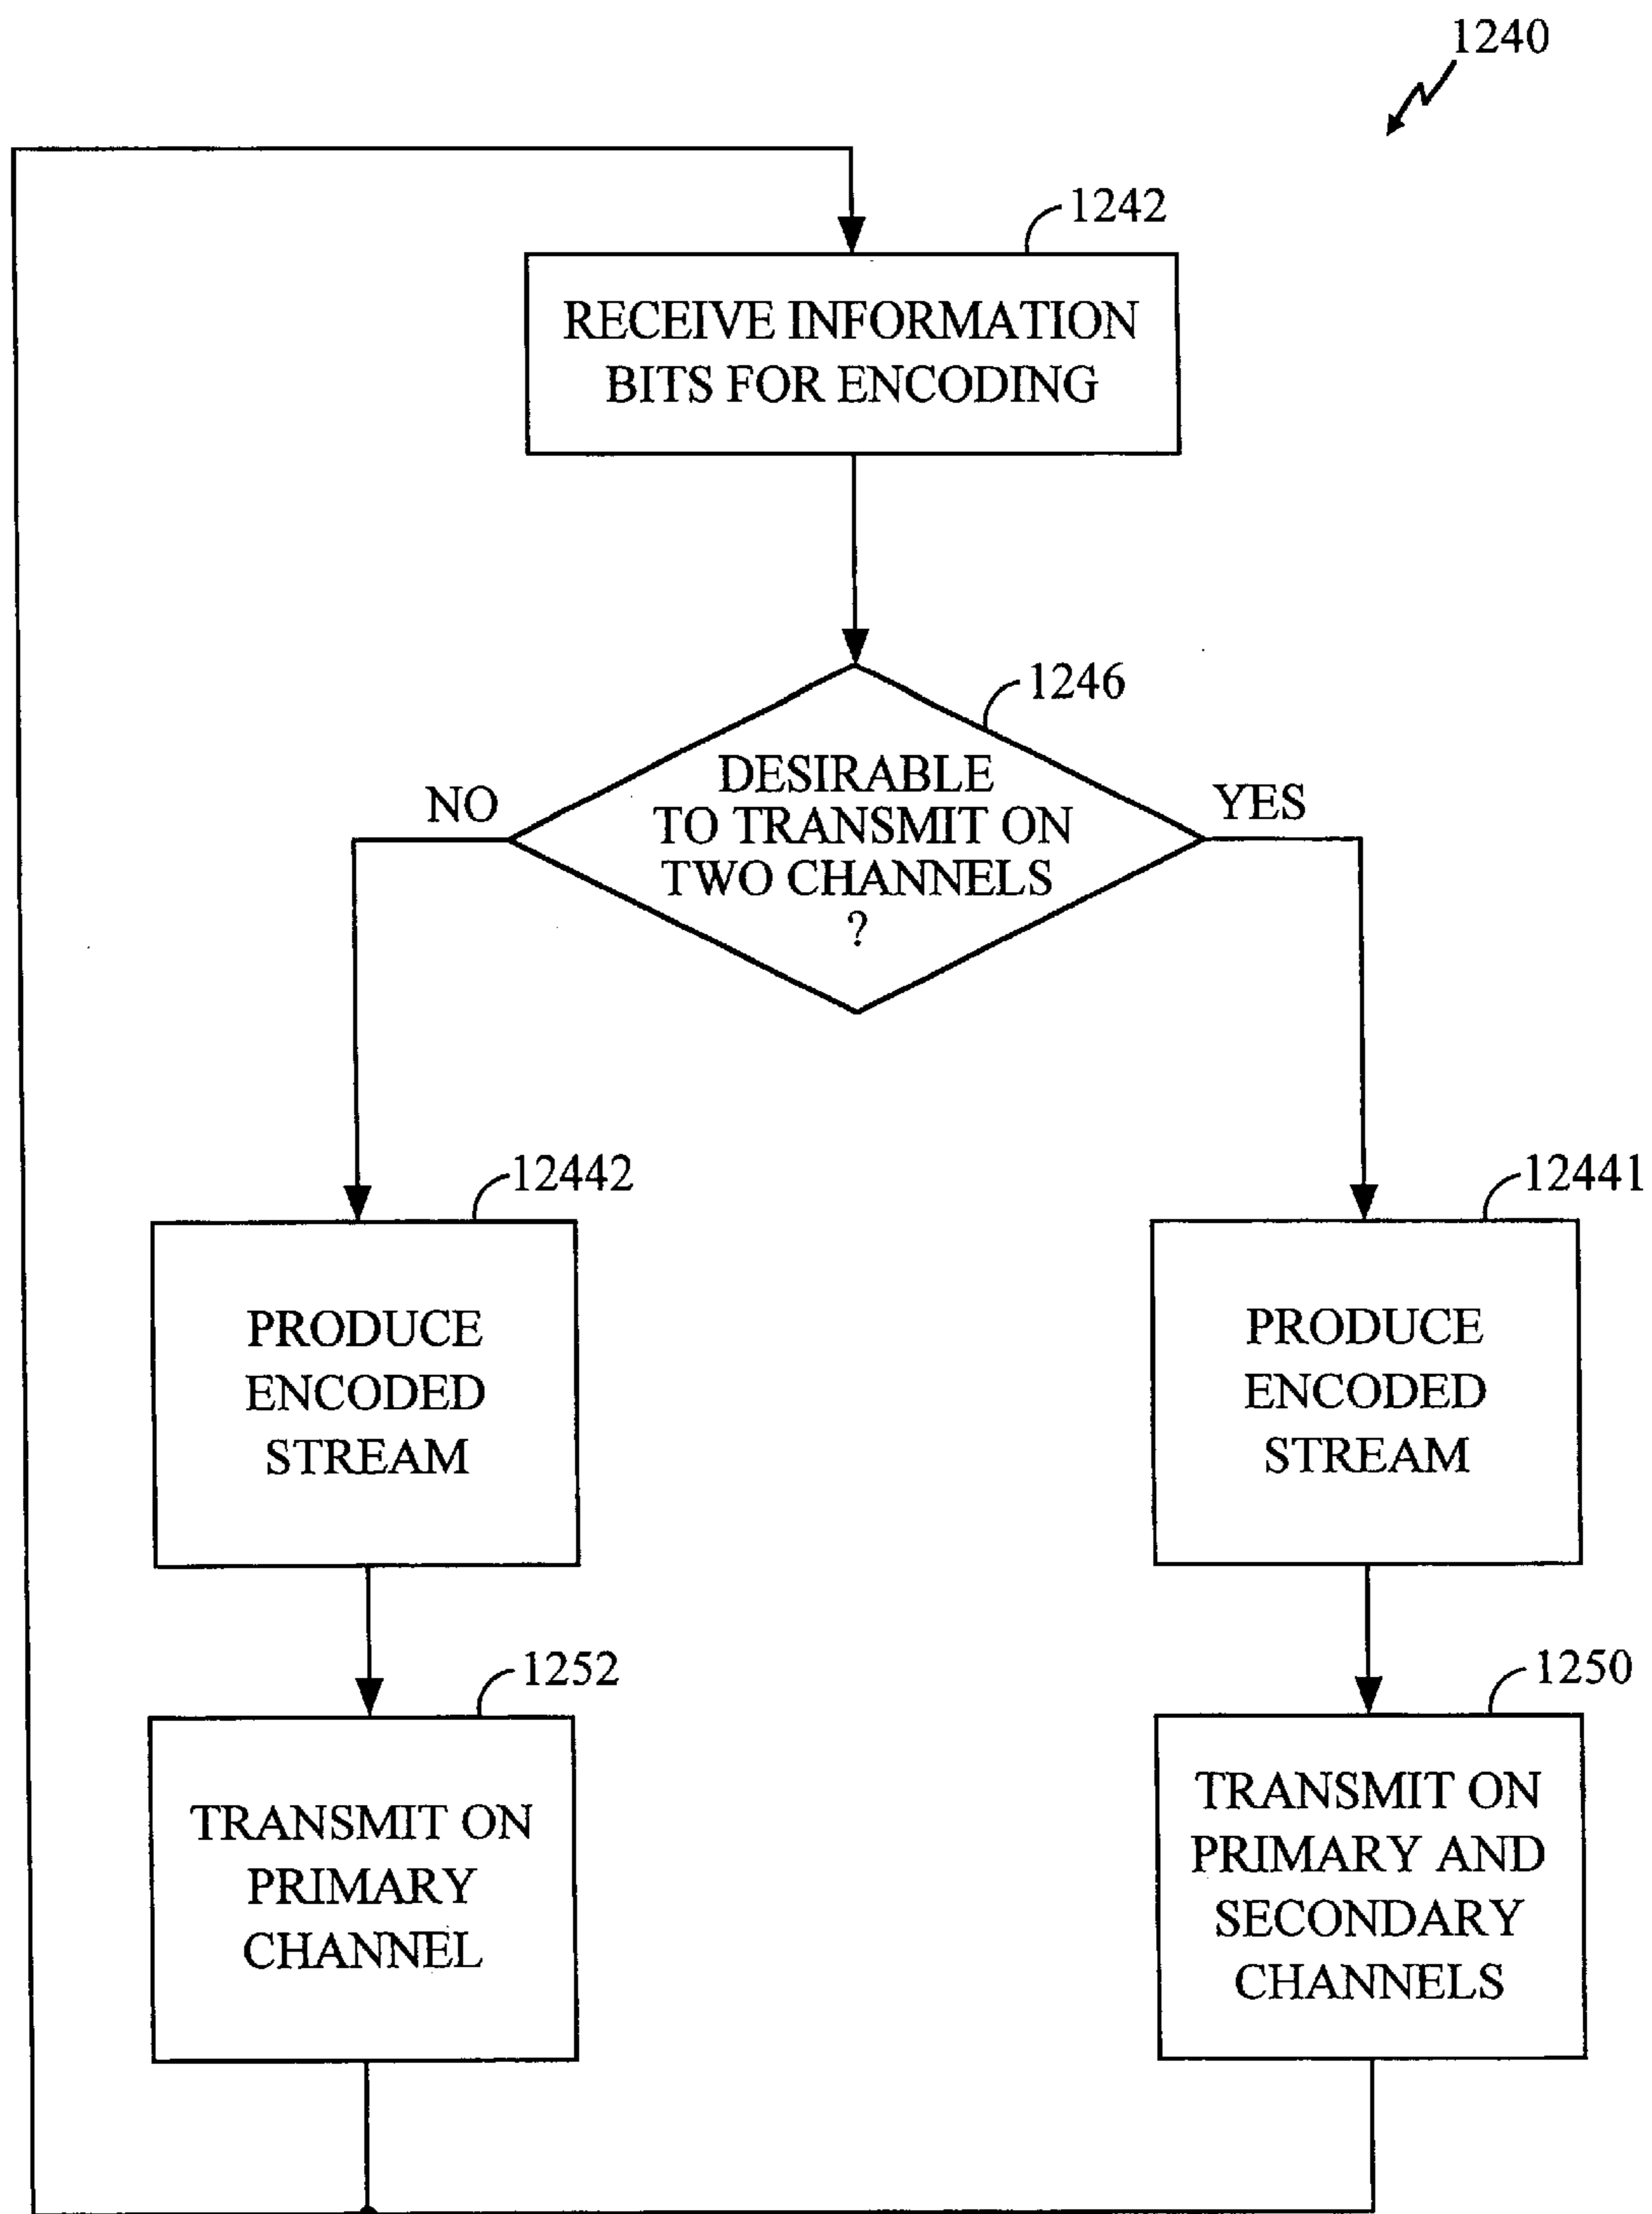 1240
1242
RECEIVE INFORMATION
BITS FOR ENCODING
1246
DESIRABLE
TO TRANSMIT ON
TWO CHANNELS
?
NO
YES
12442
PRODUCE
ENCODED
STREAM
12441
PRODUCE
ENCODED
STREAM
1252
TRANSMIT ON
PRIMARY
CHANNEL
1250
TRANSMIT ON
PRIMARY AND
SECONDARY
CHANNELS